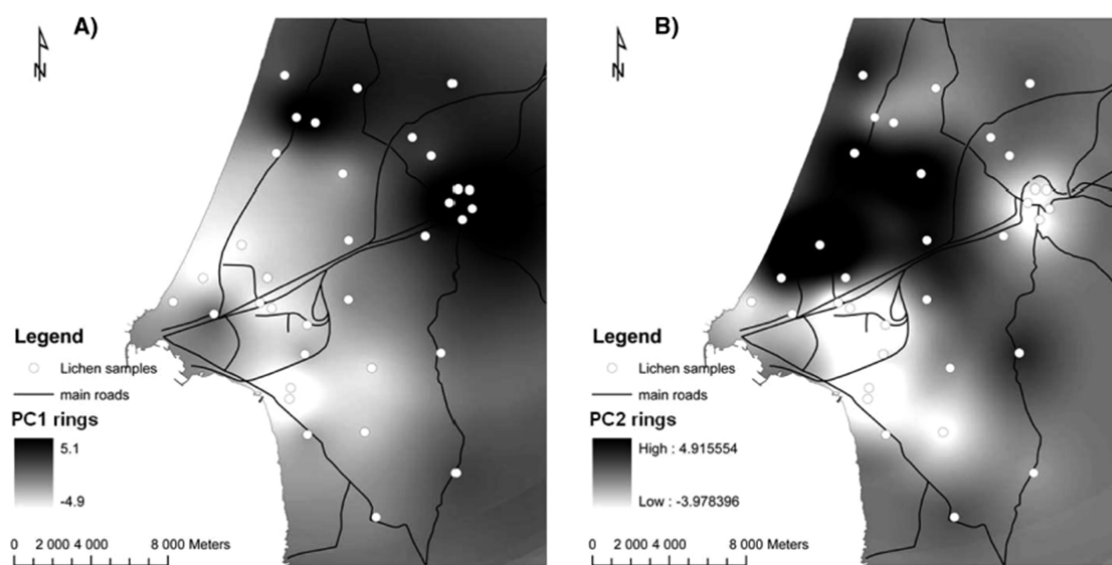 A)
N
Legend
Lichen samples
main roads
PC1 rings
5.1
-4.9
0 2 000 4 000 8 000 Meters
B)
N
Legend
Lichen samples
main roads
PC2 rings
High : 4.915554
Low : -3.978396
0 2 000 4 000 8 000 Meters